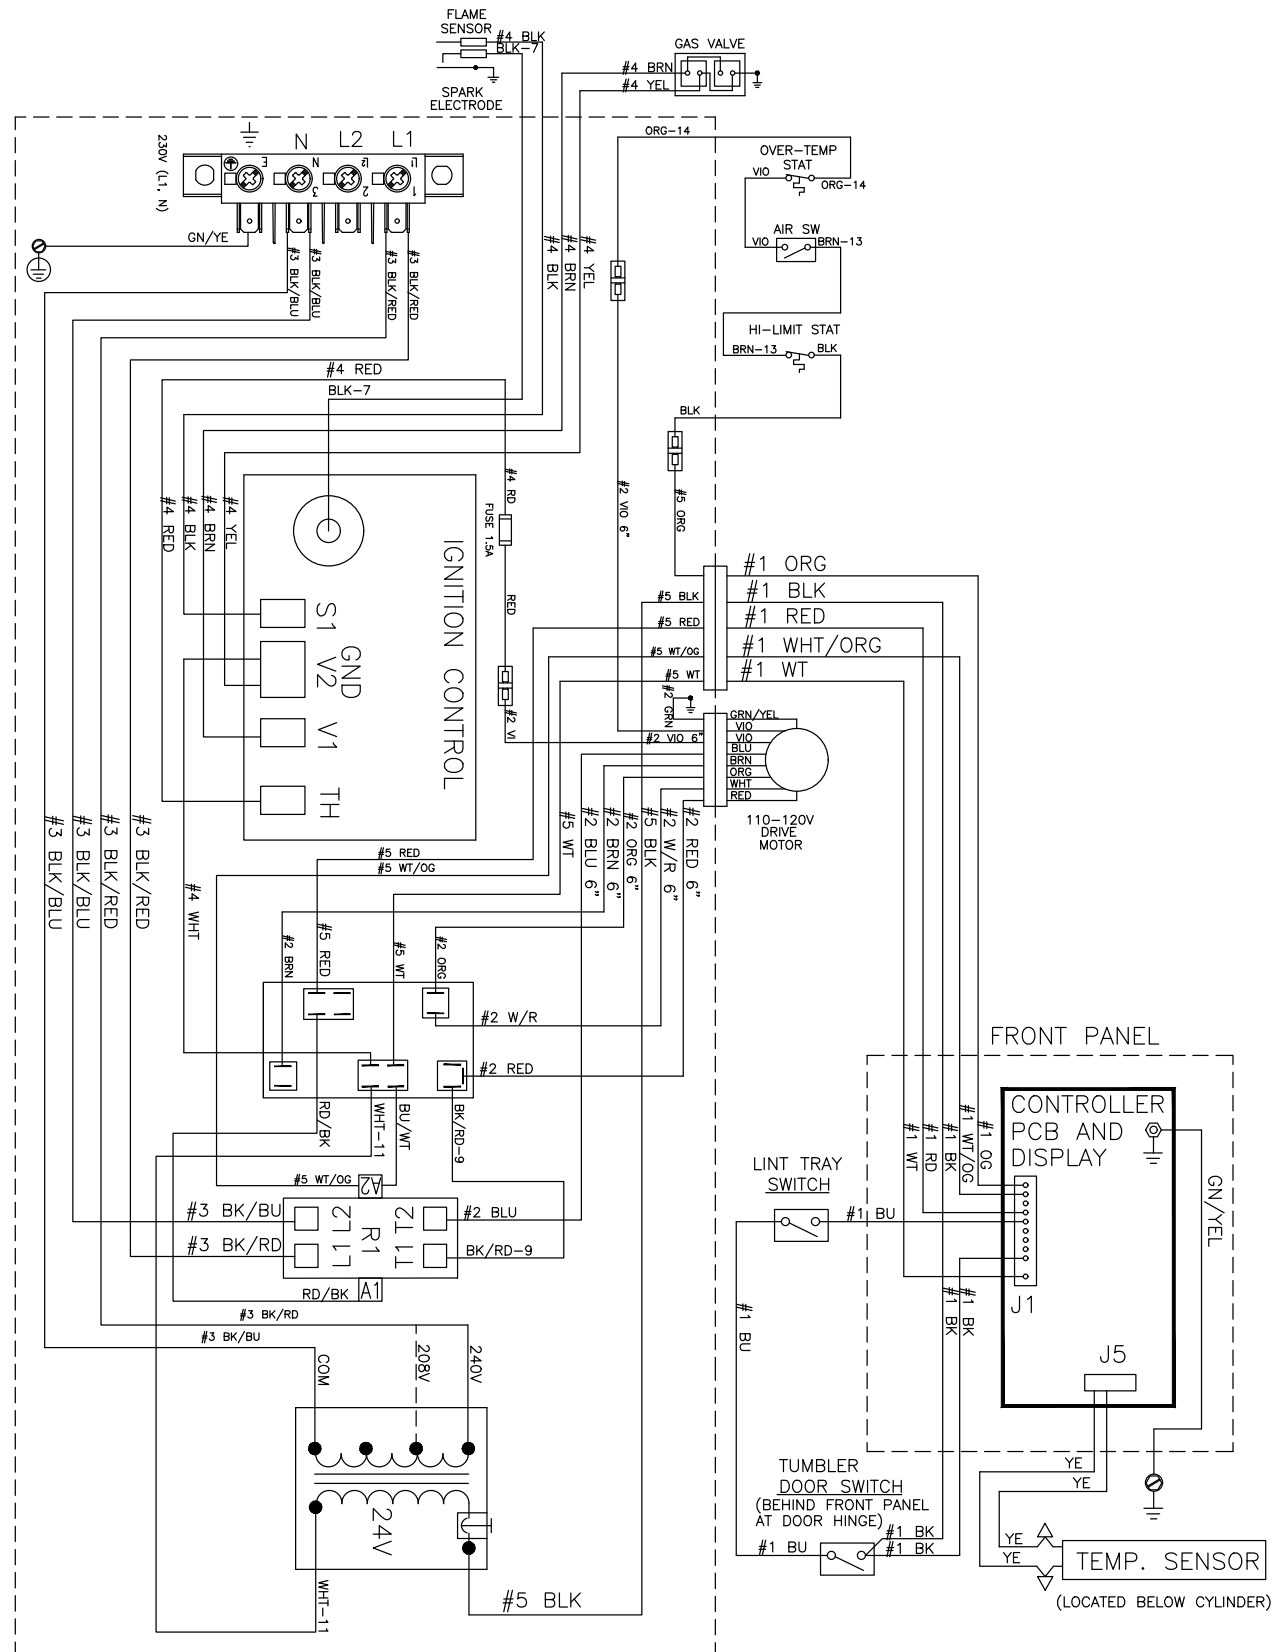 FLAME
SENSOR
#4 BLK
BLK-7
SPARK
ELECTRODE
GAS VALVE
#4 BRN
#4 YEL
ORG-14
OVER-TEMP
STAT
VIO
ORG-14
AIR SW
VIO
BRN-13
HI-LIMIT STAT
BRN-13
BLK
BLK
230V (L1, N)
N
L2
L1
E
N
L2
L1
3
2
1
GN/YE
#3 BLK/BLU
#3 BLK/BLU
#3 BLK/RED
#3 BLK/RED
#4 BLK
#4 BRN
#4 YEL
#4 RED
BLK-7
#4 RED
#4 BLK
#4 BRN
#4 YEL
#4 RD
FUSE 1.5A
RED
#2 VI
#2 VIO 6"
#5 ORG
IGNITION CONTROL
S1
GND
V2
V1
TH
#5 BLK
#5 RED
#5 WT/OG
#5 WT
#1 ORG
#1 BLK
#1 RED
#1 WHT/ORG
#1 WT
#2 GRN
#2 VIO 6"
GRN/YEL
VIO
VIO
BLU
BRN
ORG
WHT
RED
110-120V
DRIVE
MOTOR
#3 BLK/BLU
#3 BLK/BLU
#3 BLK/RED
#3 BLK/RED
#4 WHT
#5 RED
#5 WT/OG
#5 WT
#2 BLU 6"
#2 BRN 6"
#2 ORG 6"
#5 BLK
#2 W/R 6"
#2 RED 6"
#2 BRN
#5 RED
#5 WT
#2 ORG
#2 W/R
#2 RED
RD/BK
WHT-11
BU/WT
BK/RD-9
#5 WT/OG
A2
#3 BK/BU
#3 BK/RD
L2
L1
R1
T2
T1
#2 BLU
BK/RD-9
RD/BK
A1
#3 BK/RD
#3 BK/BU
COM
208V
240V
24V
WHT-11
#5 BLK
FRONT PANEL
CONTROLLER
PCB AND
DISPLAY
#1 WT
#1 RD
#1 BK
#1 WT/OG
#1 OG
GN/YEL
LINT TRAY
SWITCH
#1 BU
#1 BU
#1 BK
#1 BK
J1
J5
YE
YE
TUMBLER
DOOR SWITCH
(BEHIND FRONT PANEL
AT DOOR HINGE)
#1 BU
#1 BK
#1 BK
YE
YE
TEMP. SENSOR
(LOCATED BELOW CYLINDER)